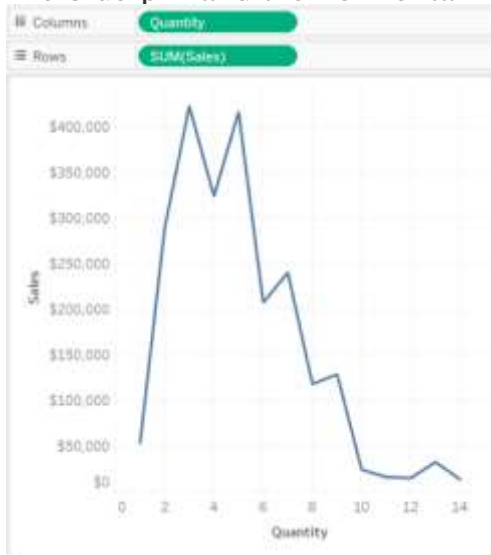 Columns Quantity
Rows SUM(Sales)
$400,000
$350,000
$300,000
$250,000
$200,000
$150,000
$100,000
$50,000
$0
Sales
0 2 4 6 8 10 12 14
Quantity